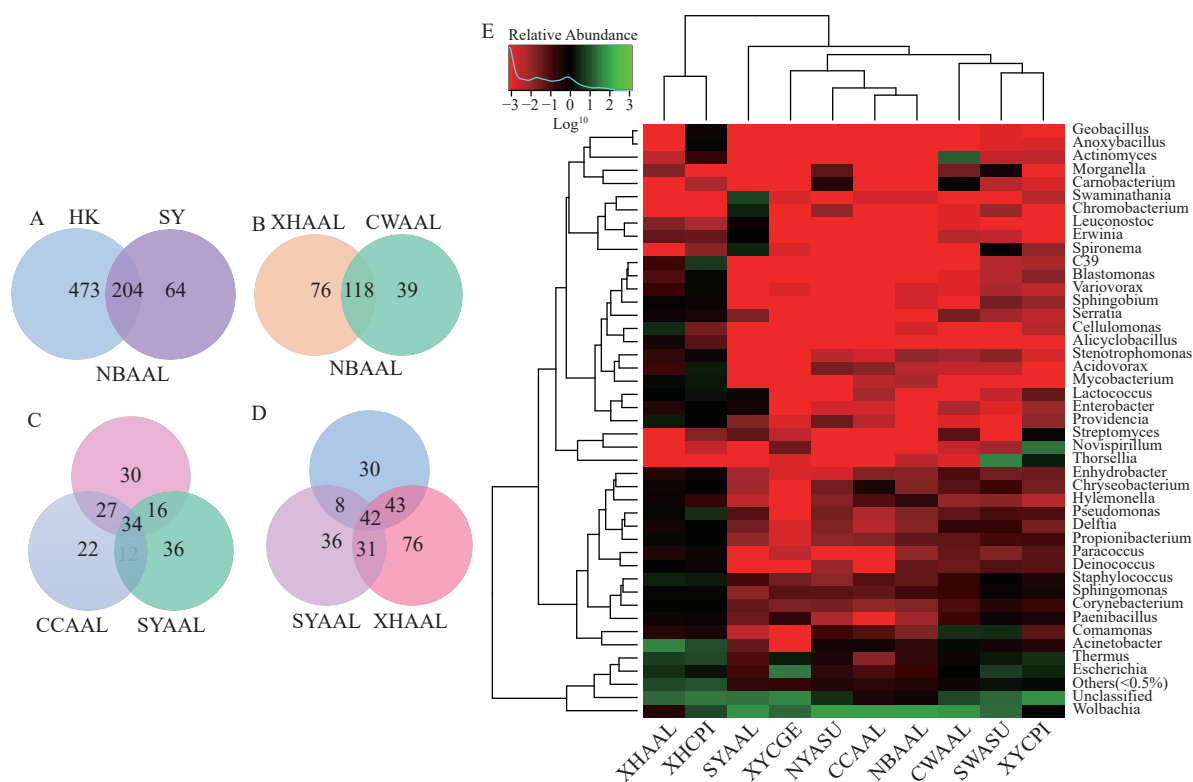 A
HK
SY
473
204
64
NBAAL
B
XHAAL
CWAAL
76
118
39
NBAAL
C
30
27
34
16
22
12
36
CCAAL
SYAAL
D
30
8
42
43
36
31
76
SYAAL
XHAAL
E
Relative Abundance
−3 −2 −1 0 1 2 3
Log10
Geobacillus
Anoxybacillus
Actinomyces
Morganella
Carnobacterium
Swaminathania
Chromobacterium
Leuconostoc
Erwinia
Spironema
C39
Blastomonas
Variovorax
Sphingobium
Serratia
Cellulomonas
Alicyclobacillus
Stenotrophomonas
Acidovorax
Mycobacterium
Lactococcus
Enterobacter
Providencia
Streptomyces
Novispirillum
Thorsellia
Enhydrobacter
Chryseobacterium
Hylemonella
Pseudomonas
Delftia
Propionibacterium
Paracoccus
Deinococcus
Staphylococcus
Sphingomonas
Corynebacterium
Paenibacillus
Comamonas
Acinetobacter
Thermus
Escherichia
Others(<0.5%)
Unclassified
Wolbachia
XHAAL
XHCPI
SYAAL
XYCGE
NYASU
CCAAL
NBAAL
CWAAL
SWASU
XYCPI